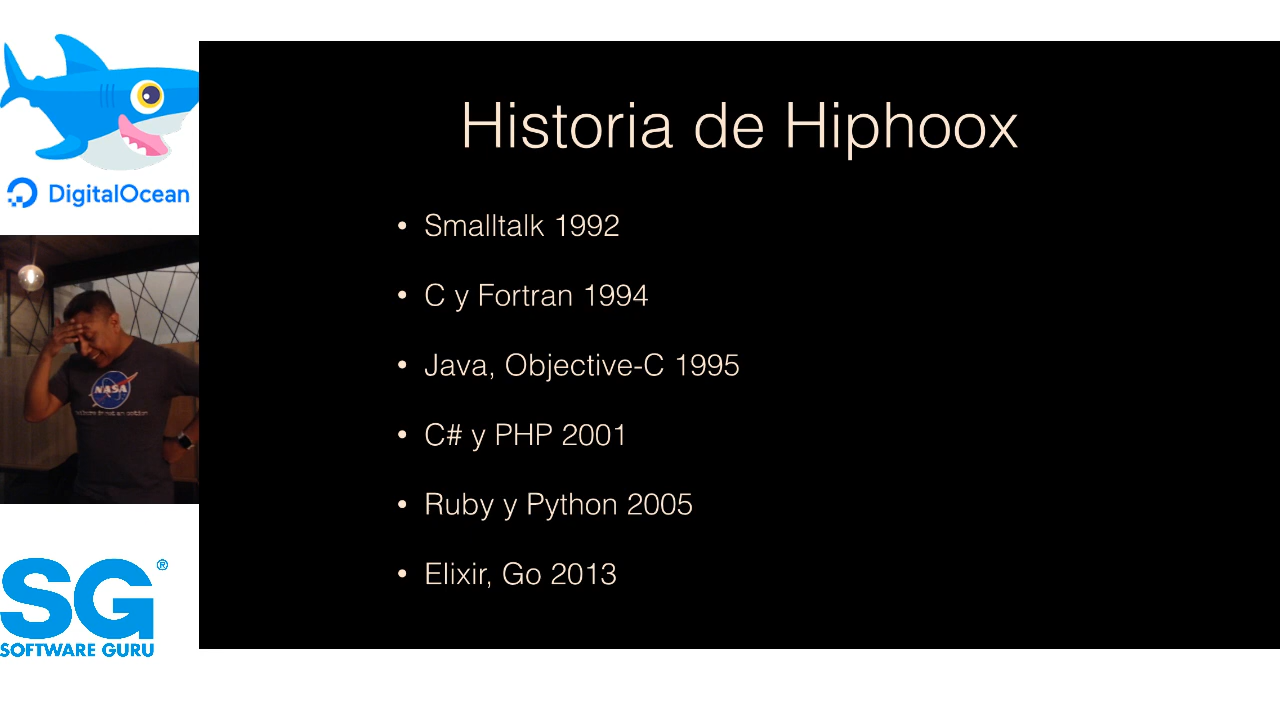 DigitalOcean
NASA
SG®
SOFTWARE GURU
Historia de Hiphoox
• Smalltalk 1992
• C y Fortran 1994
• Java, Objective-C 1995
• C# y PHP 2001
• Ruby y Python 2005
• Elixir, Go 2013